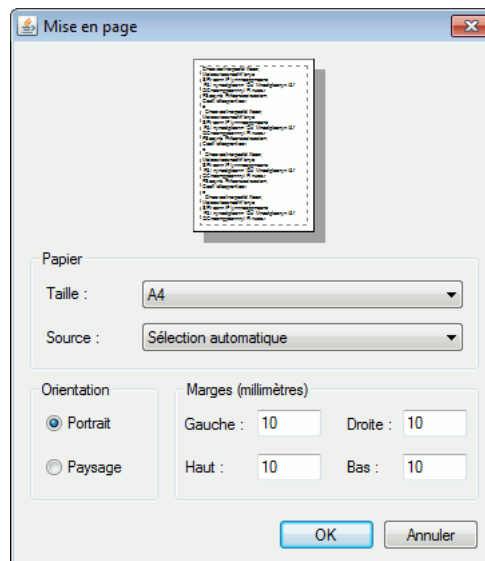 Mise en page
Papier
Taille :
A4
Source :
Sélection automatique
Orientation
Portrait
Paysage
Marges (millimètres)
Gauche : 10 Droite : 10
Haut : 10 Bas : 10
OK Annuler